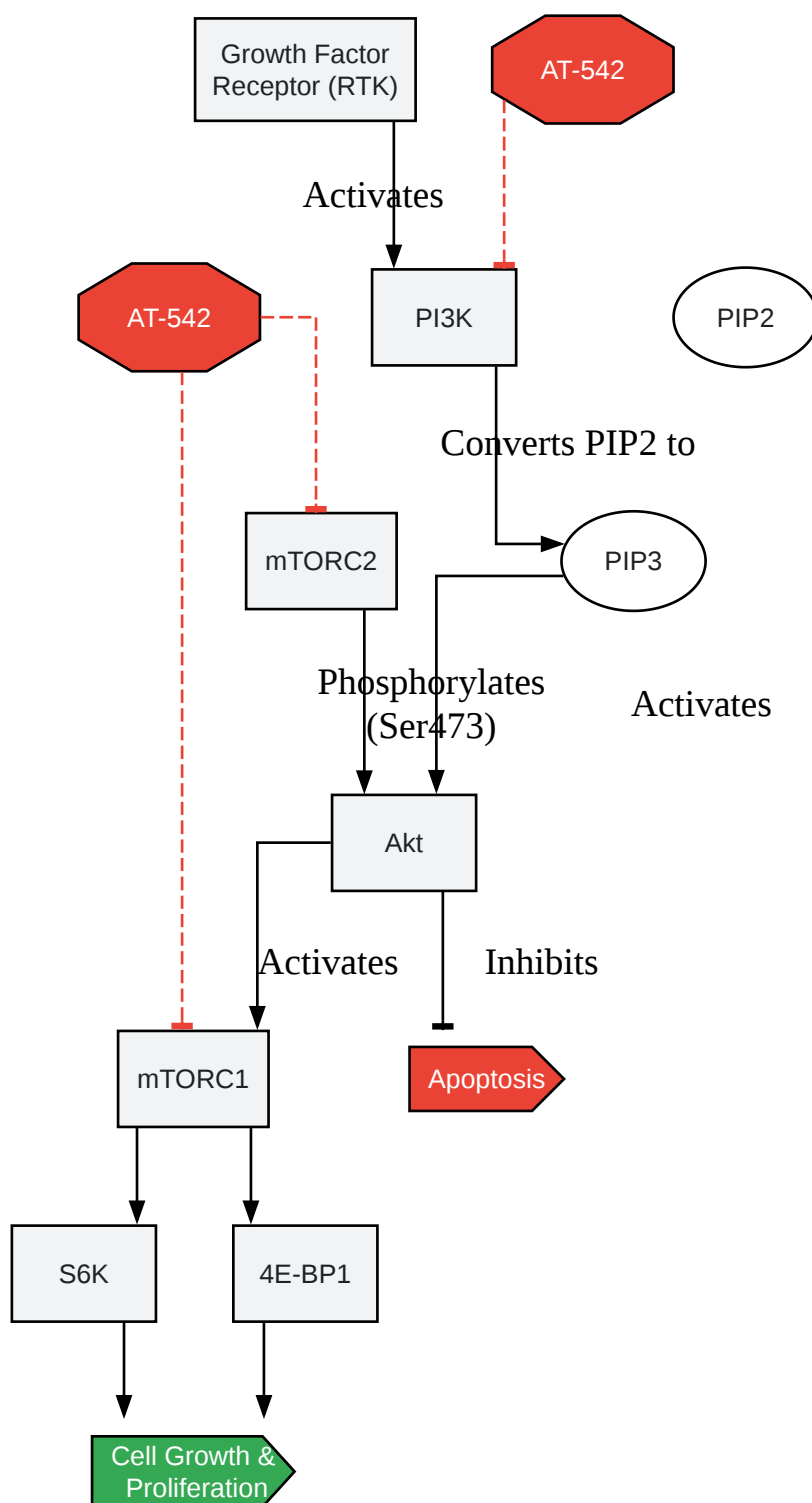 Growth Factor
Receptor (RTK)
AT-542
Activates
AT-542
PI3K
PIP2
Converts PIP2 to
mTORC2
PIP3
Phosphorylates
(Ser473)
Activates
Akt
Activates
Inhibits
mTORC1
Apoptosis
S6K
4E-BP1
Cell Growth &
Proliferation